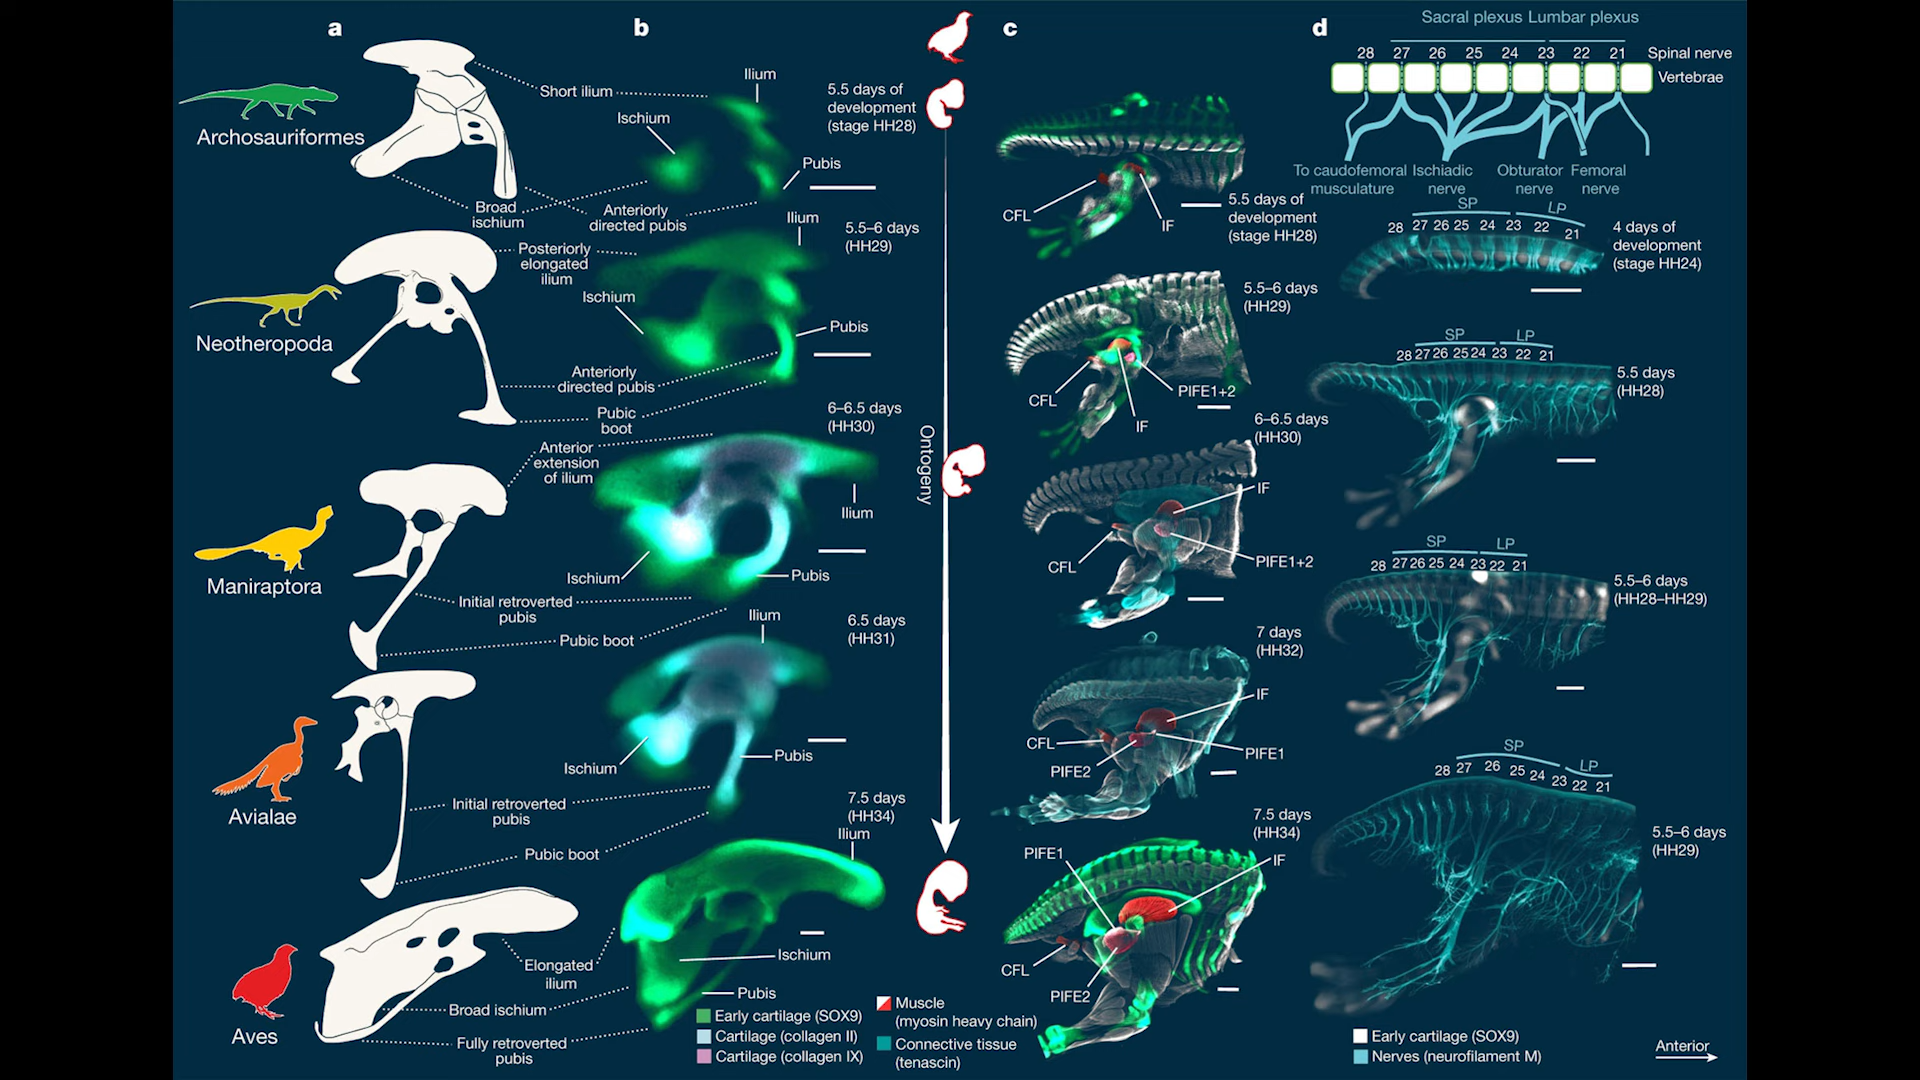 a
Archosauriformes
Neotheropoda
Maniraptora
Avialae
Aves
b
Short ilium
Ilium
Ischium
Pubis
Broad
ischium
Anteriorly
directed pubis
5.5 days of
development
(stage HH28)
Ilium
5.5–6 days
(HH29)
Posteriorly
elongated
ilium
Ischium
Pubis
Anteriorly
directed pubis
Pubic
boot
6–6.5 days
(HH30)
Anterior
extension
of ilium
Ilium
Ischium
Pubis
Initial retroverted
pubis
Pubic boot
Ilium
6.5 days
(HH31)
Ischium
Pubis
Initial retroverted
pubis
Pubic boot
7.5 days
(HH34)
Ilium
Elongated
ilium
Ischium
Broad ischium
Pubis
Fully retroverted
pubis
Early cartilage (SOX9)
Cartilage (collagen II)
Cartilage (collagen IX)
Muscle
(myosin heavy chain)
Connective tissue
(tenascin)
Ontogeny
c
CFL
IF
5.5 days of
development
(stage HH28)
5.5–6 days
(HH29)
CFL
PIFE1+2
IF
6–6.5 days
(HH30)
IF
CFL
PIFE1+2
7 days
(HH32)
IF
CFL
PIFE1
PIFE2
7.5 days
(HH34)
PIFE1
IF
CFL
PIFE2
d
Sacral plexus Lumbar plexus
28 27 26 25 24 23 22 21 Spinal nerve
Vertebrae
To caudofemoral
musculature
Ischiadic
nerve
Obturator
nerve
Femoral
nerve
SP LP
28 27 26 25 24 23 22 21
4 days of
development
(stage HH24)
SP LP
28 27 26 25 24 23 22 21
5.5 days
(HH28)
SP LP
28 27 26 25 24 23 22 21
5.5–6 days
(HH28–HH29)
SP LP
28 27 26 25 24 23 22 21
5.5–6 days
(HH29)
Early cartilage (SOX9)
Nerves (neurofilament M)
Anterior